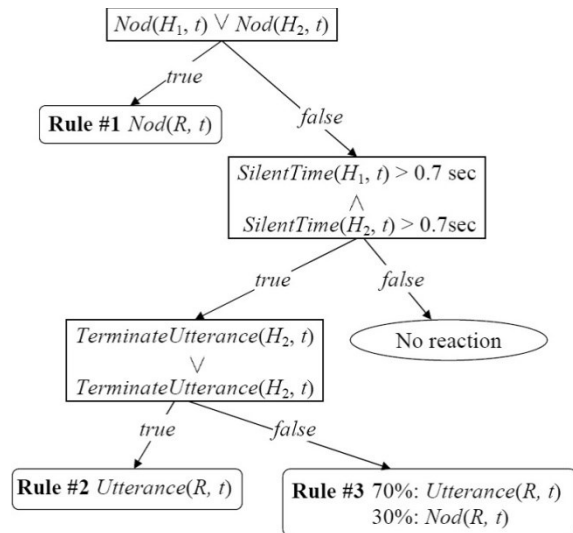 Nod(H₁, t) ∨ Nod(H₂, t)
true
false
Rule #1 Nod(R, t)
SilentTime(H₁, t) > 0.7 sec
∧
SilentTime(H₂, t) > 0.7sec
true
false
TerminateUtterance(H₂, t)
∨
TerminateUtterance(H₂, t)
No reaction
true
false
Rule #2 Utterance(R, t)
Rule #3 70%: Utterance(R, t)
30%: Nod(R, t)